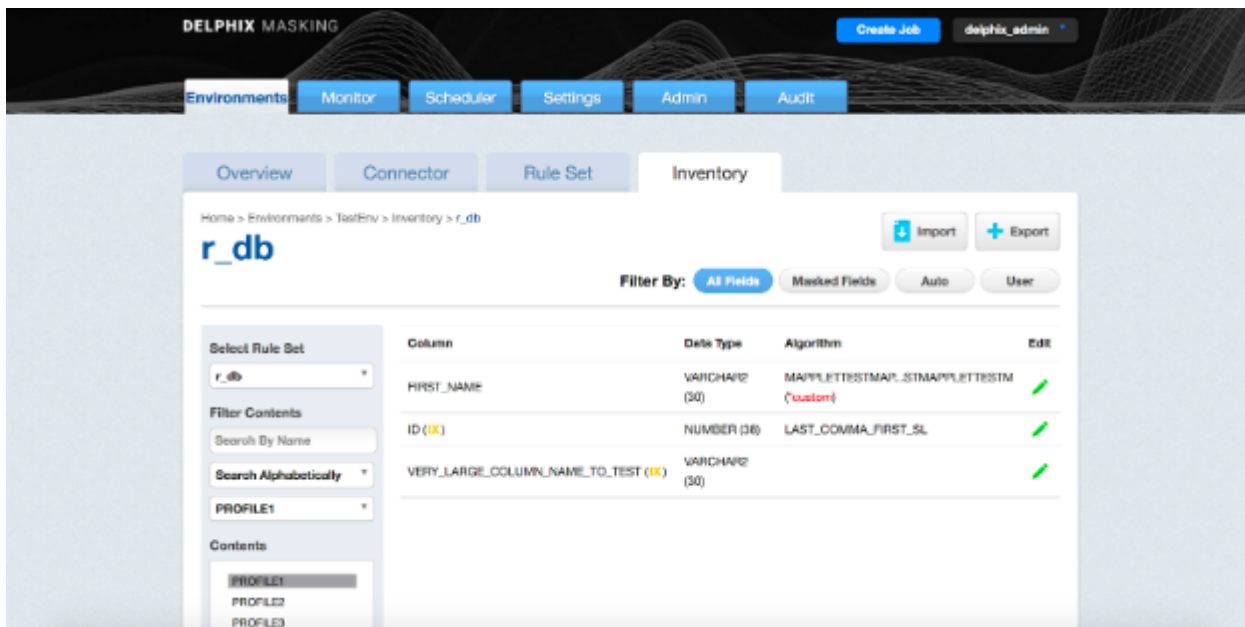 DELPHIX MASKING
Create Job
delphix_admin
Environments Monitor Scheduler Settings Admin Audit
Overview Connector Rule Set Inventory
Home > Environments > TestEnv > Inventory > r_db
r_db
Import Export
Filter By: All Fields Masked Fields Auto User
Select Rule Set
r_db
Filter Contents
Search By Name
Search Alphabetically
PROFILE1
Contents
PROFILE1
PROFILE2
PROFILE3
Column Data Type Algorithm Edit
FIRST_NAME VARCHAR2 (30) MAPPLETTESTMAP...STMAPPLETTESTM (*custom)
ID (IX) NUMBER (38) LAST_COMMA_FIRST_SL
VERY_LARGE_COLUMN_NAME_TO_TEST (IX) VARCHAR2 (30)